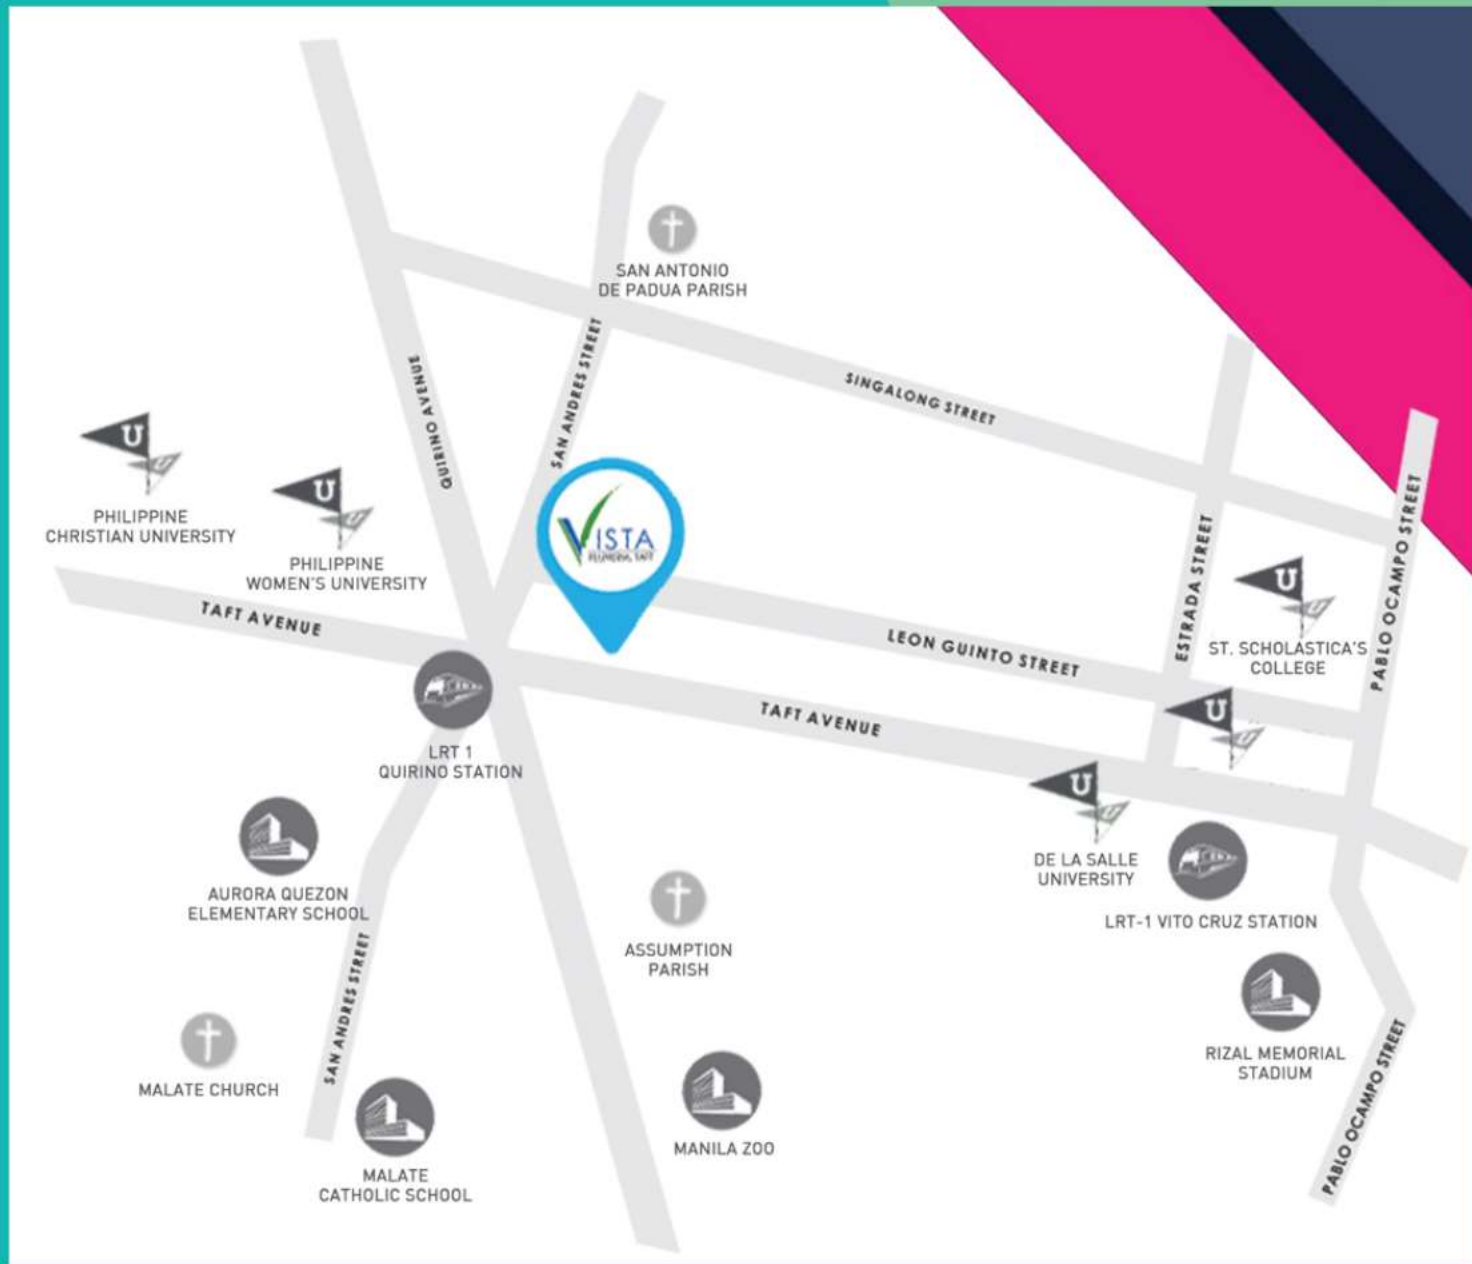 SAN ANTONIO
DE PADUA PARISH
QUIRINO AVENUE
SAN ANDRES STREET
SINGALONG STREET
U
PHILIPPINE
CHRISTIAN UNIVERSITY
U
PHILIPPINE
WOMEN'S UNIVERSITY
VISTA
TAFT AVENUE
LEON GUINTO STREET
ESTRADA STREET
U
ST. SCHOLASTICA'S
COLLEGE
PABLO OCAMPO STREET
U
TAFT AVENUE
LRT 1
QUIRINO STATION
U
DE LA SALLE
UNIVERSITY
LRT-1 VITO CRUZ STATION
AURORA QUEZON
ELEMENTARY SCHOOL
ASSUMPTION
PARISH
SAN ANDRES STREET
RIZAL MEMORIAL
STADIUM
PABLO OCAMPO STREET
MALATE CHURCH
MANILA ZOO
MALATE
CATHOLIC SCHOOL